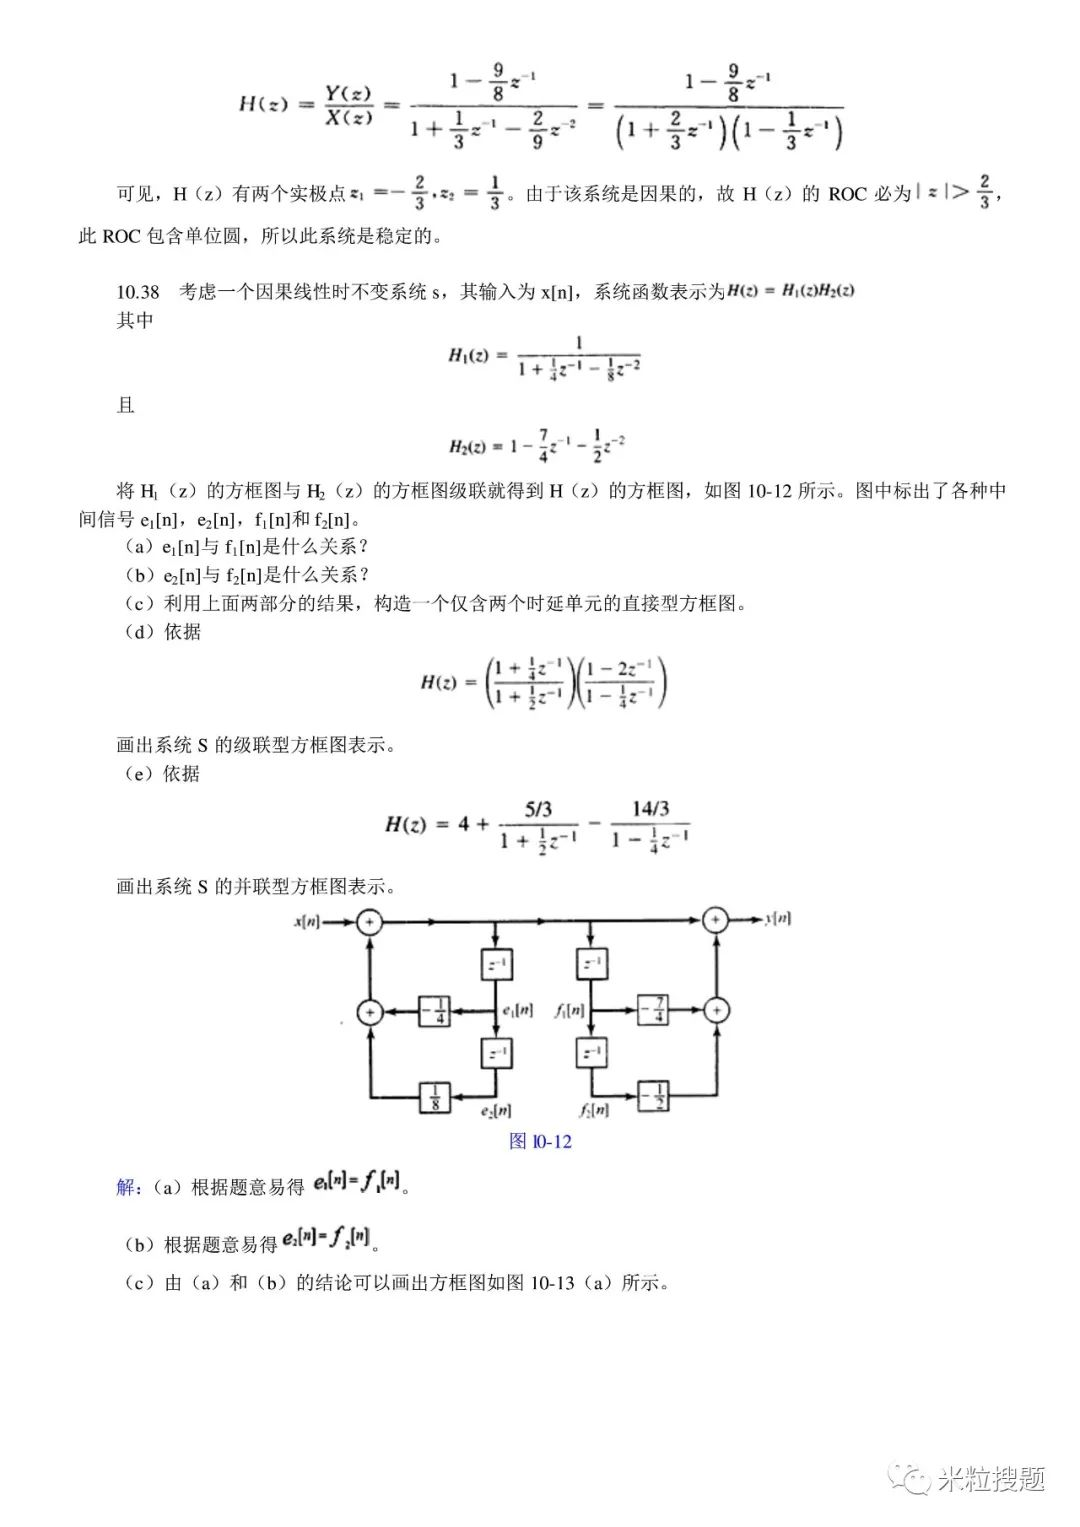 H(z) = Y(z)/X(z) = (1 − 9/8 z⁻¹)/(1 + 1/3 z⁻¹ − 2/9 z⁻²) = (1 − 9/8 z⁻¹)/((1 + 2/3 z⁻¹)(1 − 1/3 z⁻¹))
可见，H（z）有两个实极点 z₁ = −2/3, z₂ = 1/3。由于该系统是因果的，故 H（z）的 ROC 必为 | z |> 2/3，
此 ROC 包含单位圆，所以此系统是稳定的。
10.38 考虑一个因果线性时不变系统 s，其输入为 x[n]，系统函数表示为H(z) = H₁(z)H₂(z)
其中
H₁(z) = 1/(1 + 1/4 z⁻¹ − 1/8 z⁻²)
且
H₂(z) = 1 − 7/4 z⁻¹ − 1/2 z⁻²
将 H₁（z）的方框图与 H₂（z）的方框图级联就得到 H（z）的方框图，如图 10-12 所示。图中标出了各种中
间信号 e₁[n]，e₂[n]，f₁[n]和 f₂[n]。
（a）e₁[n]与 f₁[n]是什么关系？
（b）e₂[n]与 f₂[n]是什么关系？
（c）利用上面两部分的结果，构造一个仅含两个时延单元的直接型方框图。
（d）依据
H(z) = ((1 + 1/4 z⁻¹)/(1 + 1/2 z⁻¹))((1 − 2z⁻¹)/(1 − 1/4 z⁻¹))
画出系统 S 的级联型方框图表示。
（e）依据
H(z) = 4 + (5/3)/(1 + 1/2 z⁻¹) − (14/3)/(1 − 1/4 z⁻¹)
画出系统 S 的并联型方框图表示。
x[n] + + y[n]
z⁻¹ z⁻¹
+ −1/4 e₁[n] f₁[n] −7/4 +
z⁻¹ z⁻¹
1/8 e₂[n] f₂[n] −1/2
图 10-12
解：（a）根据题意易得 e₁[n]=f₁[n]。
（b）根据题意易得 e₂[n]=f₂[n]。
（c）由（a）和（b）的结论可以画出方框图如图 10-13（a）所示。
米粒搜题